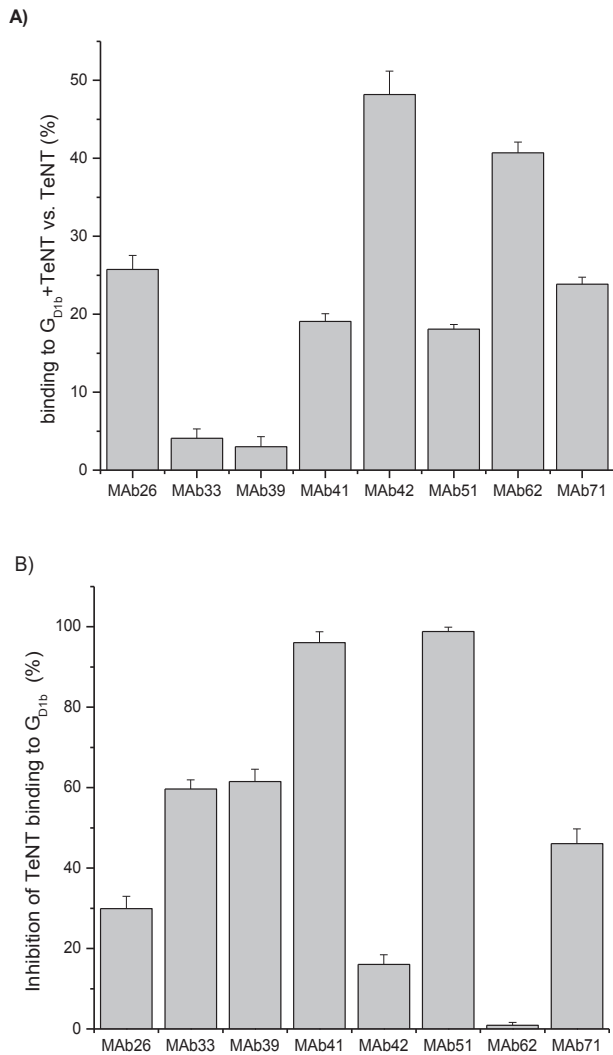 A)
binding to GD1b+TeNT vs. TeNT (%)
50
40
30
20
10
0
MAb26 MAb33 MAb39 MAb41 MAb42 MAb51 MAb62 MAb71
B)
Inhibition of TeNT binding to GD1b (%)
100
80
60
40
20
0
MAb26 MAb33 MAb39 MAb41 MAb42 MAb51 MAb62 MAb71